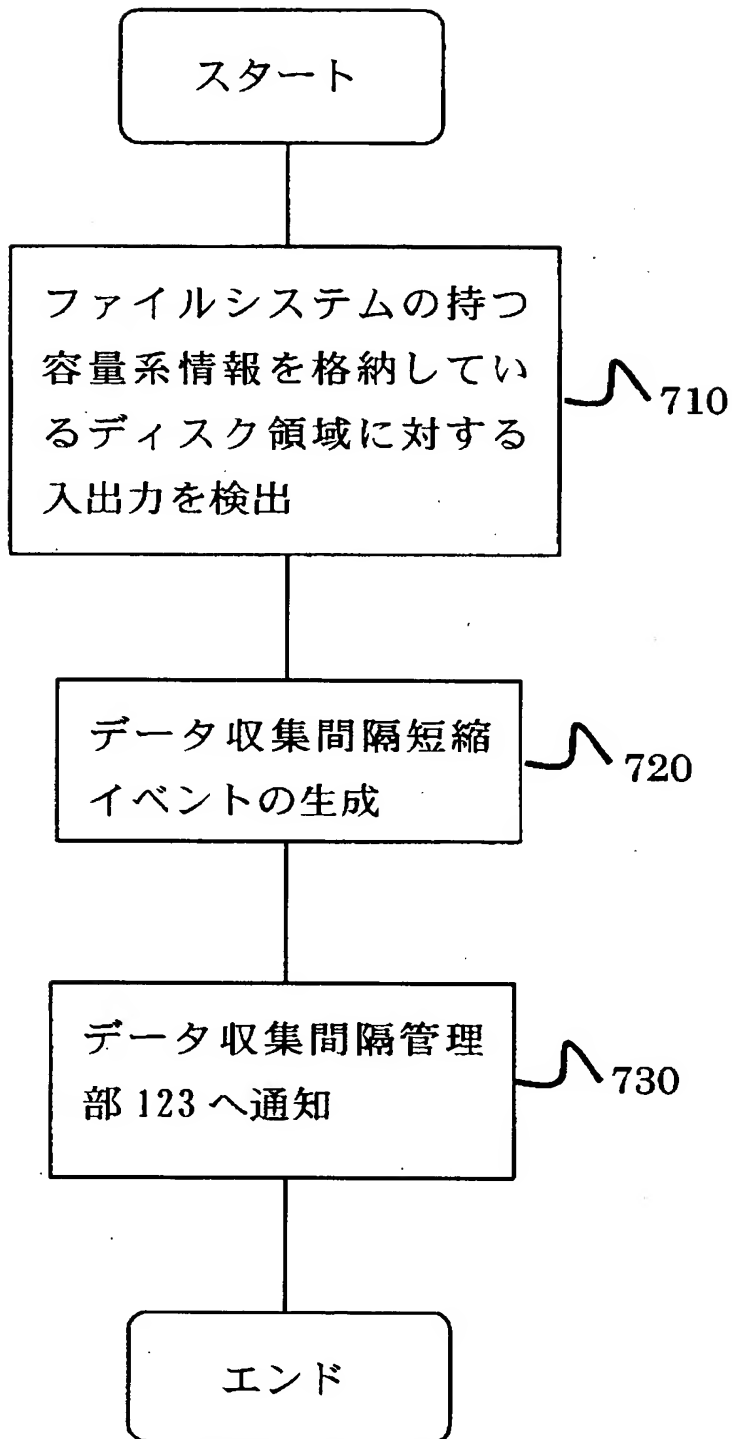 スタート
ファイルシステムの持つ
容量系情報を格納してい
るディスク領域に対する
入出力を検出
710
データ収集間隔短縮
イベントの生成
720
データ収集間隔管理
部123へ通知
730
エンド